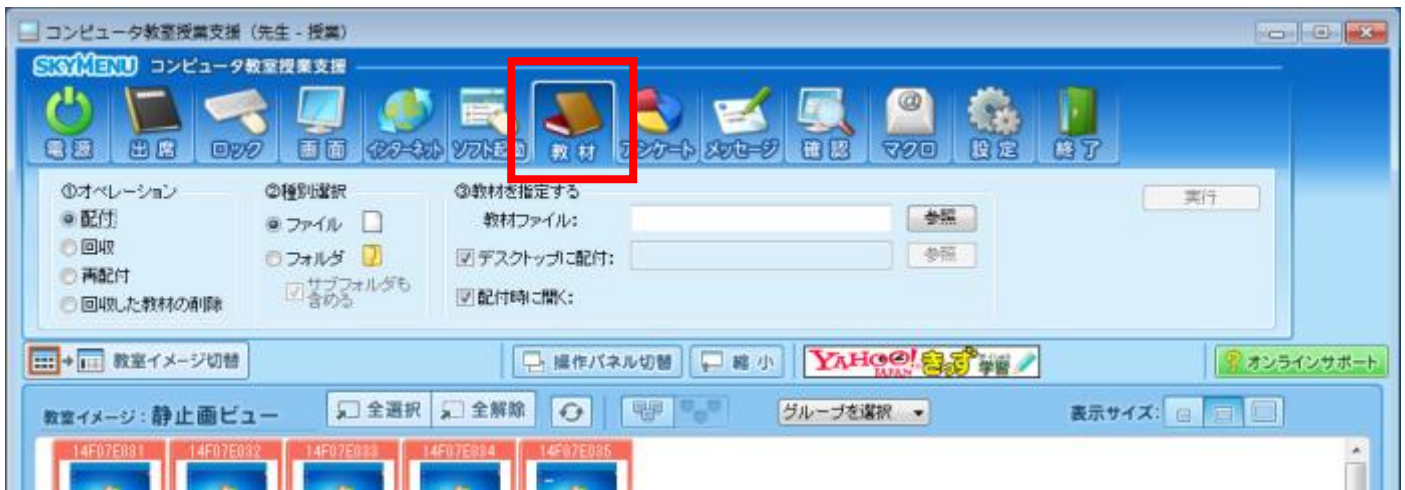 コンピュータ教室授業支援（先生 - 授業）
SKYMENU コンピュータ教室授業支援
電源 出席 ロック 画面 インターネット ソフト起動 教材 アンケート メッセージ 確認 マクロ 設定 終了
①オペレーション ②種別選択 ③教材を指定する 実行
配付 ファイル 教材ファイル: 参照
回収 フォルダ デスクトップに配付: 参照
再配付 サブフォルダも
含める 配付時に開く:
回収した教材の削除
教室イメージ切替 操作パネル切替 縮小 YAHOO! JAPAN きっず 学習 オンラインサポート
教室イメージ：静止画ビュー 全選択 全解除 グループを選択 表示サイズ:
14F07E031 14F07E032 14F07E033 14F07E034 14F07E035